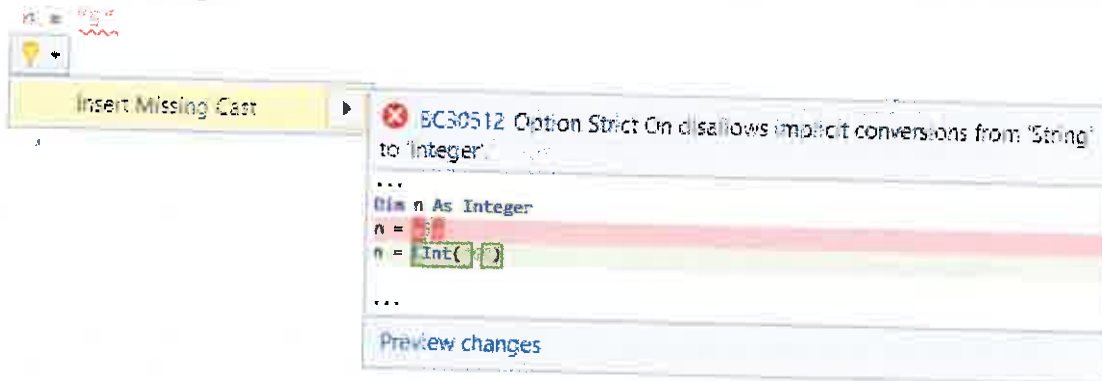 n = "5"
Insert Missing Cast
BC30512 Option Strict On disallows implicit conversions from 'String'
to 'Integer'.
...
Dim n As Integer
n =
n = CInt( )
...
Preview changes